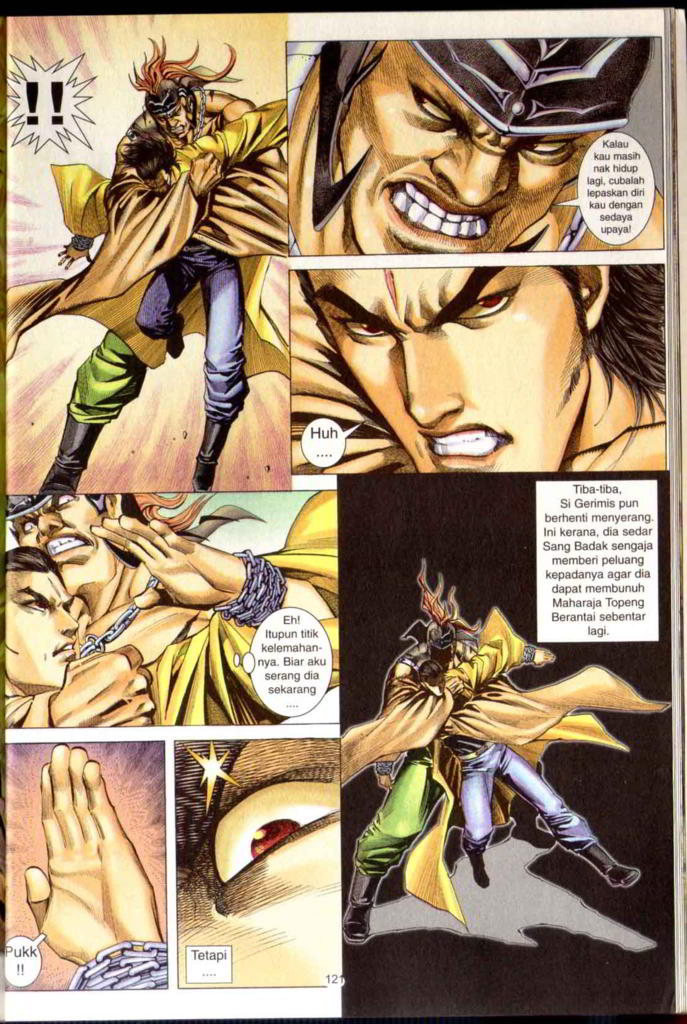 !!
Kalau
kau masih
nak hidup
lagi, cubalah
lepaskan diri
kau dengan
sedaya
upaya!
Huh
....
Eh!
Itupun titik
kelemahan-
nya. Biar aku
serang dia
sekarang
....
Tiba-tiba,
Si Gerimis pun
berhenti menyerang.
Ini kerana, dia sedar
Sang Badak sengaja
memberi peluang
kepadanya agar dia
dapat membunuh
Maharaja Topeng
Berantai sebentar
lagi.
Pukk
!!
Tetapi
....
121